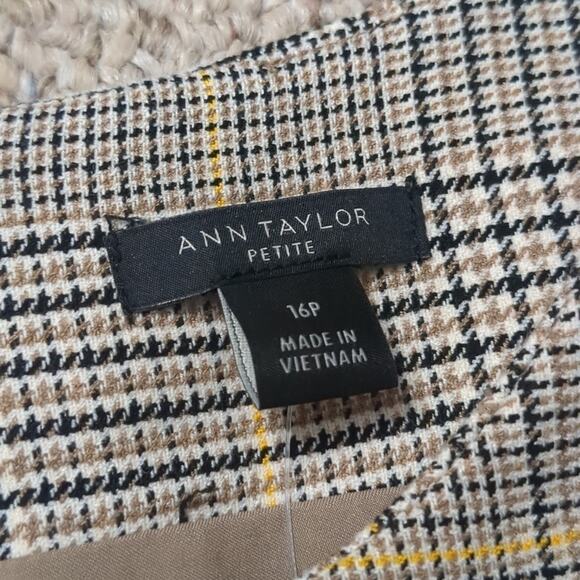 ANN TAYLOR
PETITE
16P
MADE IN
VIETNAM